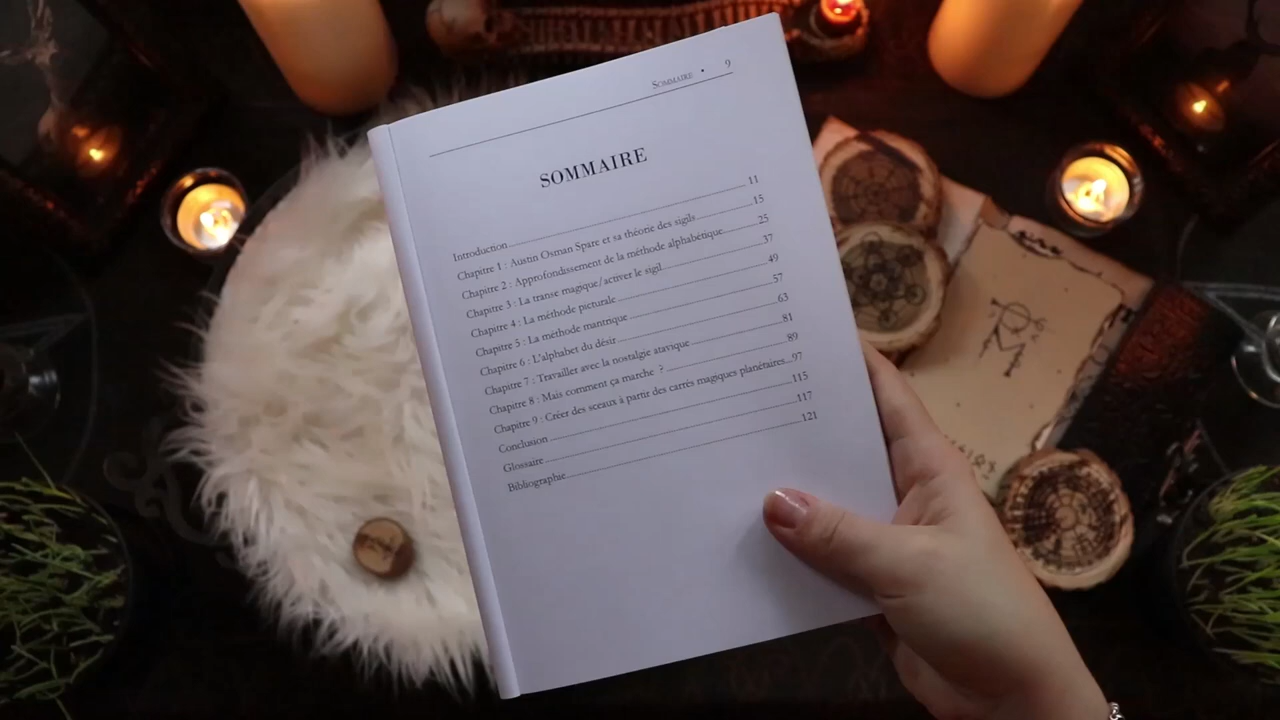 Sommaire • 9
SOMMAIRE
Introduction 11
Chapitre 1 : Austin Osman Spare et sa théorie des sigils 15
Chapitre 2 : Approfondissement de la méthode alphabétique 25
Chapitre 3 : La transe magique/activer le sigil 37
Chapitre 4 : La méthode picturale 49
Chapitre 5 : La méthode mantrique 57
Chapitre 6 : L'alphabet du désir 63
Chapitre 7 : Travailler avec la nostalgie atavique 81
Chapitre 8 : Mais comment ça marche ? 89
Chapitre 9 : Créer des sceaux à partir des carrés magiques planétaires 97
Conclusion 115
Glossaire 117
Bibliographie 121